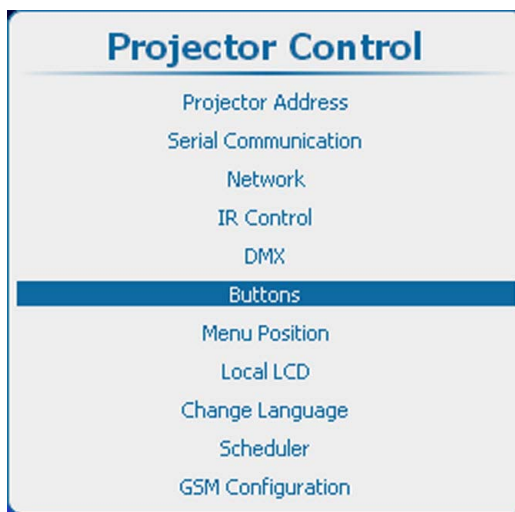 Projector Control
Projector Address
Serial Communication
Network
IR Control
DMX
Buttons
Menu Position
Local LCD
Change Language
Scheduler
GSM Configuration